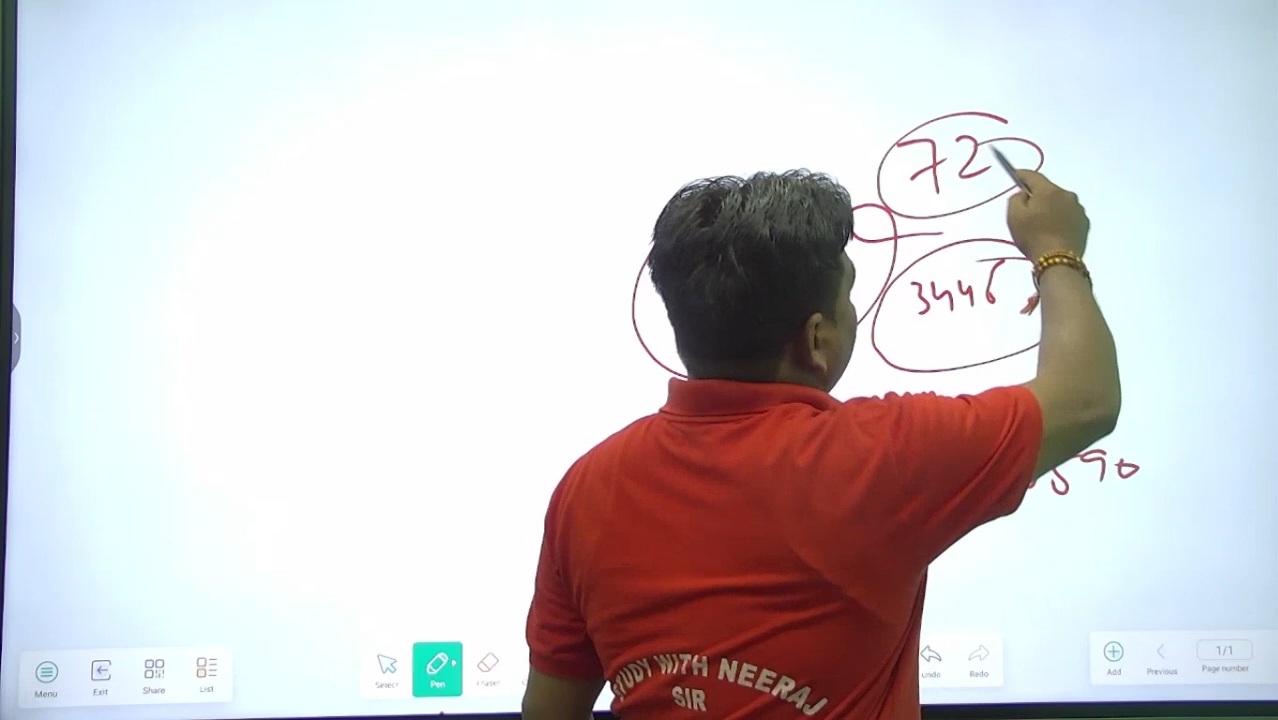 72
3446
590
Menu
Exit
Share
List
Select
Pen
Eraser
Undo
Redo
Add
Previous
1/1
Page number
STUDY WITH NEERAJ
SIR